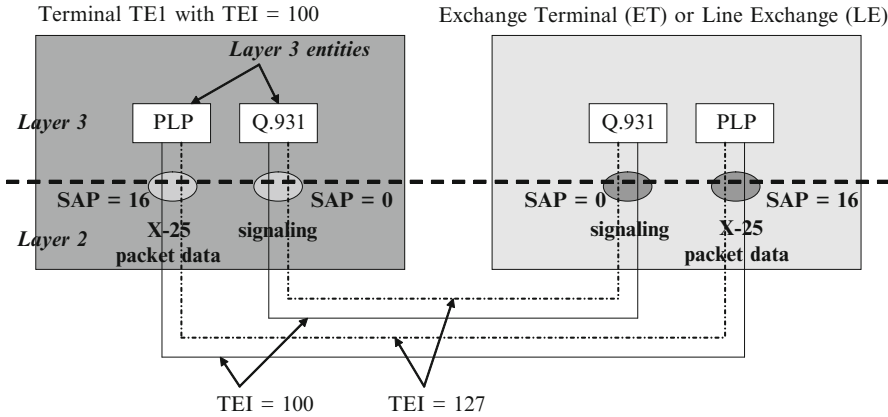 Terminal TE1 with TEI = 100
Exchange Terminal (ET) or Line Exchange (LE)
Layer 3 entities
Layer 3
PLP
Q.931
Q.931
PLP
SAP = 16
SAP = 0
SAP = 0
SAP = 16
Layer 2
X-25
packet data
signaling
signaling
X-25
packet data
TEI = 100
TEI = 127